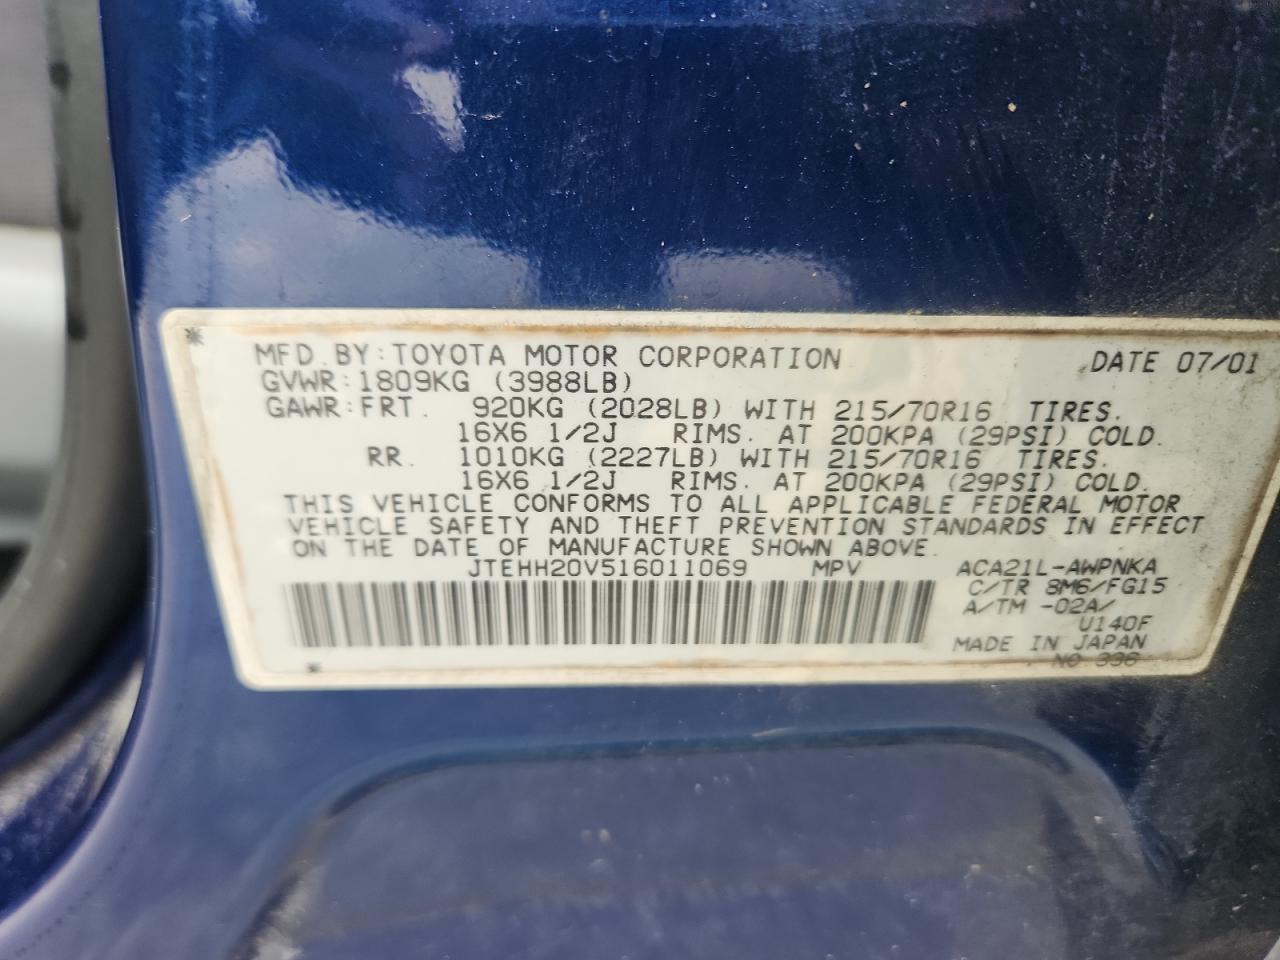 MFD. BY: TOYOTA MOTOR CORPORATION DATE 07/01
GVWR: 1809KG (3988LB)
GAWR: FRT. 920KG (2028LB) WITH 215/70R16 TIRES.
16X6 1/2J RIMS. AT 200KPA (29PSI) COLD.
RR. 1010KG (2227LB) WITH 215/70R16 TIRES.
16X6 1/2J RIMS. AT 200KPA (29PSI) COLD.
THIS VEHICLE CONFORMS TO ALL APPLICABLE FEDERAL MOTOR
VEHICLE SAFETY AND THEFT PREVENTION STANDARDS IN EFFECT
ON THE DATE OF MANUFACTURE SHOWN ABOVE.
JTEHH20V516011069 MPV ACA21L-AWPNKA
C/TR 8M6/FG15
A/TM -02A/
U140F
MADE IN JAPAN
NO 336